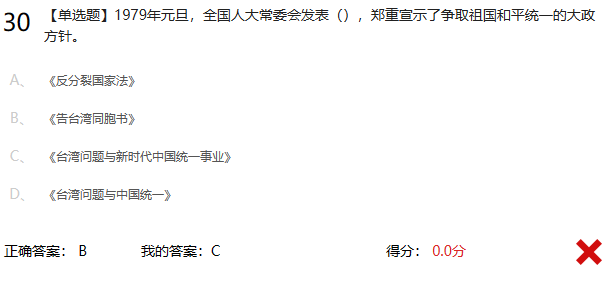 30 【单选题】1979年元旦，全国人大常委会发表（），郑重宣示了争取祖国和平统一的大政
方针。
A、 《反分裂国家法》
B、 《告台湾同胞书》
C、 《台湾问题与新时代中国统一事业》
D、 《台湾问题与中国统一》
正确答案： B 我的答案：C 得分： 0.0分